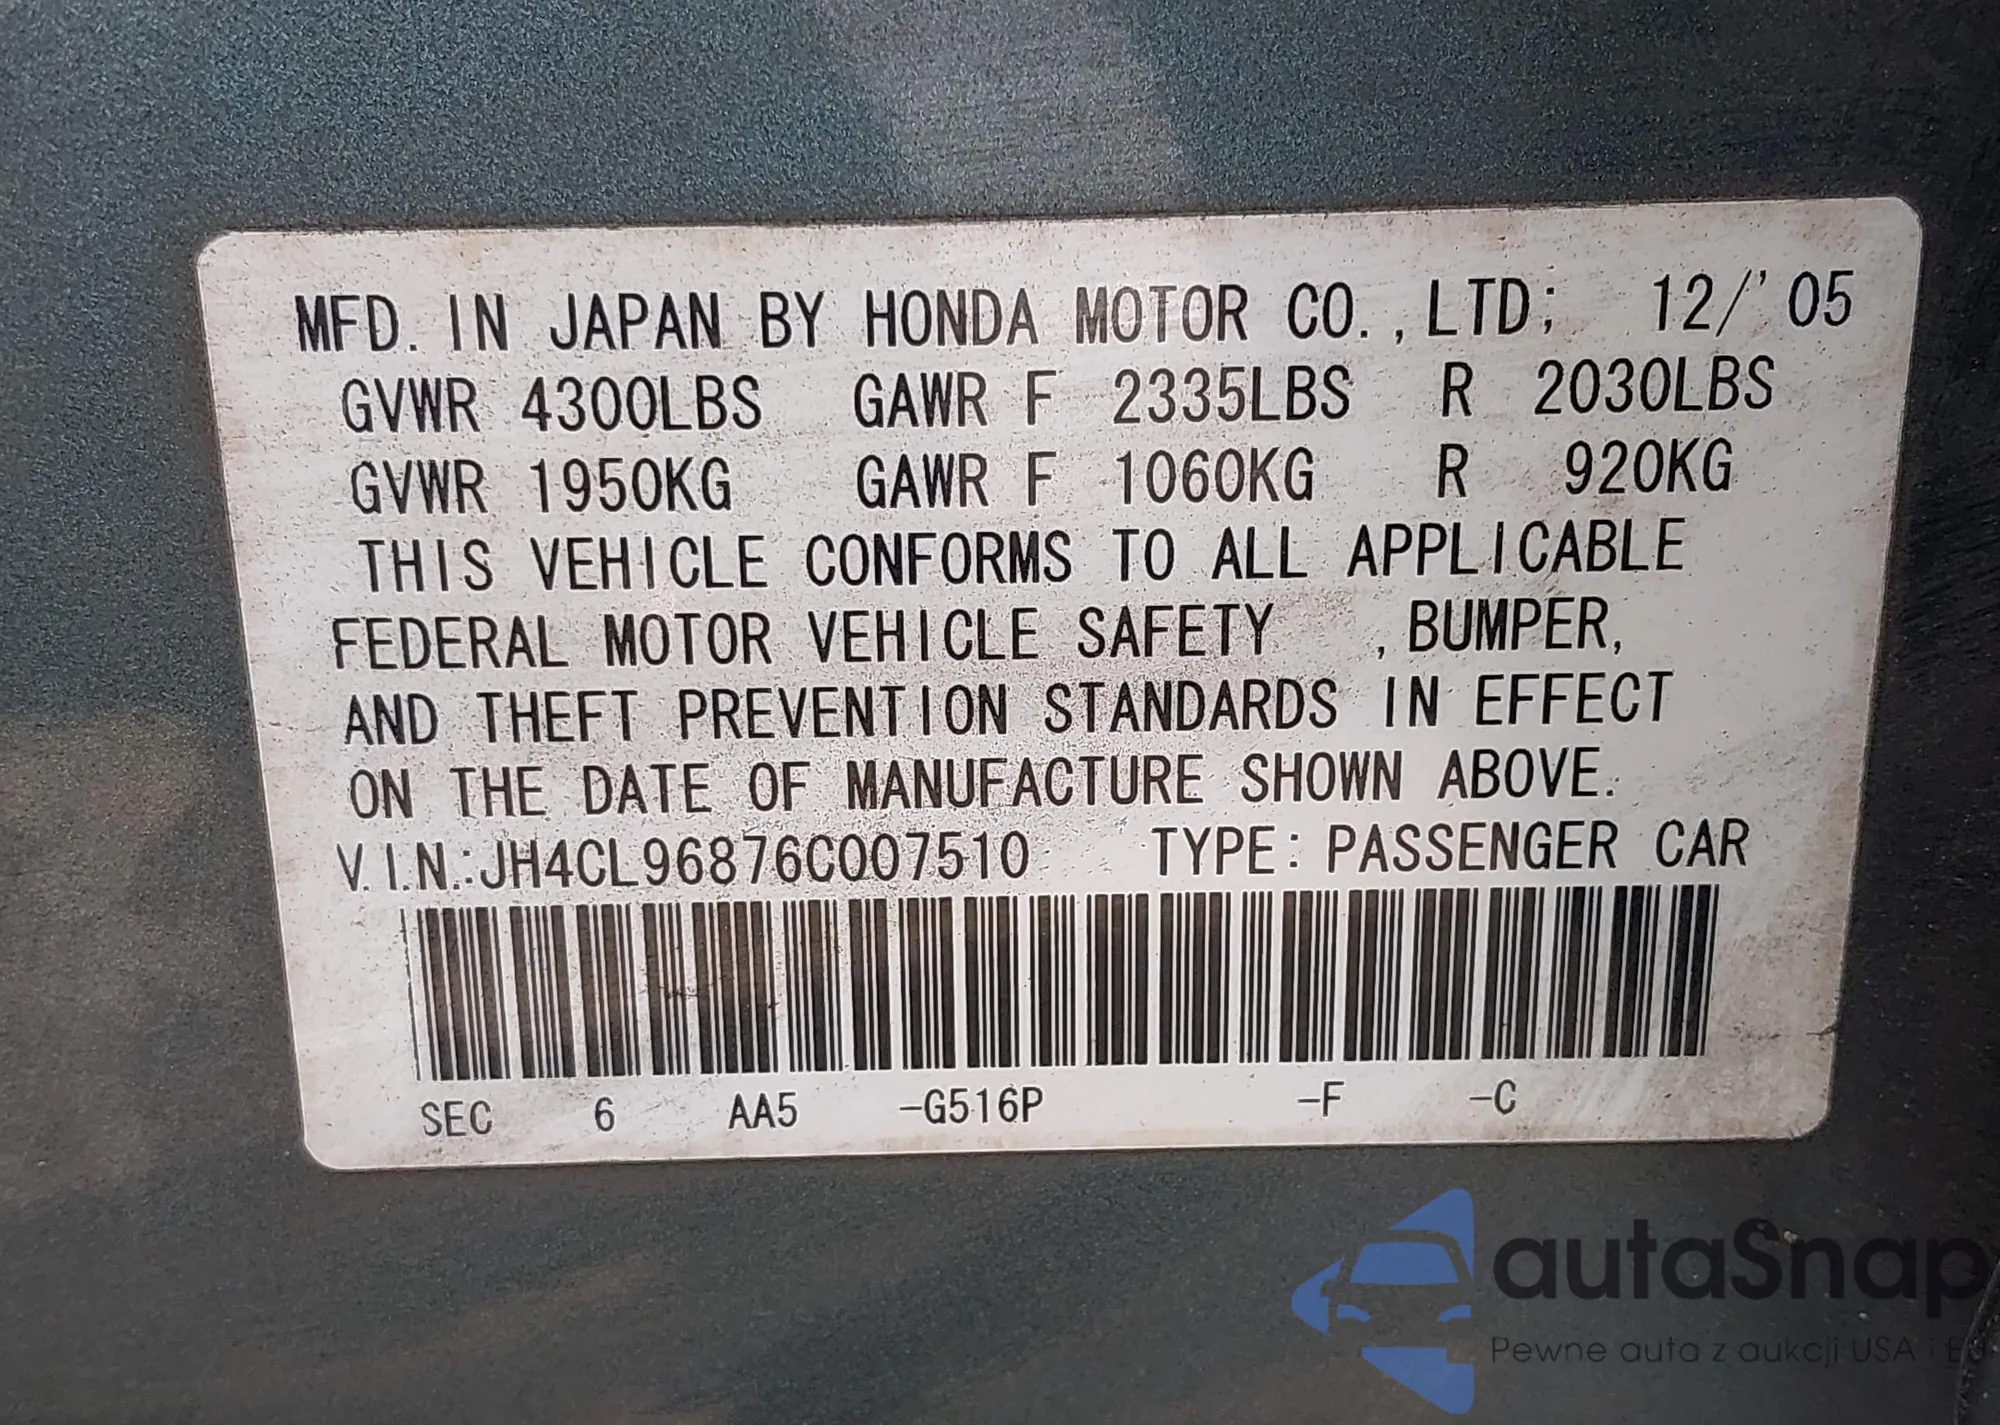 MFD. IN JAPAN BY HONDA MOTOR CO.,LTD; 12/'05
GVWR 4300LBS GAWR F 2335LBS R 2030LBS
GVWR 1950KG GAWR F 1060KG R 920KG
THIS VEHICLE CONFORMS TO ALL APPLICABLE
FEDERAL MOTOR VEHICLE SAFETY , BUMPER,
AND THEFT PREVENTION STANDARDS IN EFFECT
ON THE DATE OF MANUFACTURE SHOWN ABOVE.
V.I.N.:JH4CL96876C007510 TYPE: PASSENGER CAR
SEC 6 AA5 -G516P -F -C
autaSnap
Pewne auta z aukcji USA i